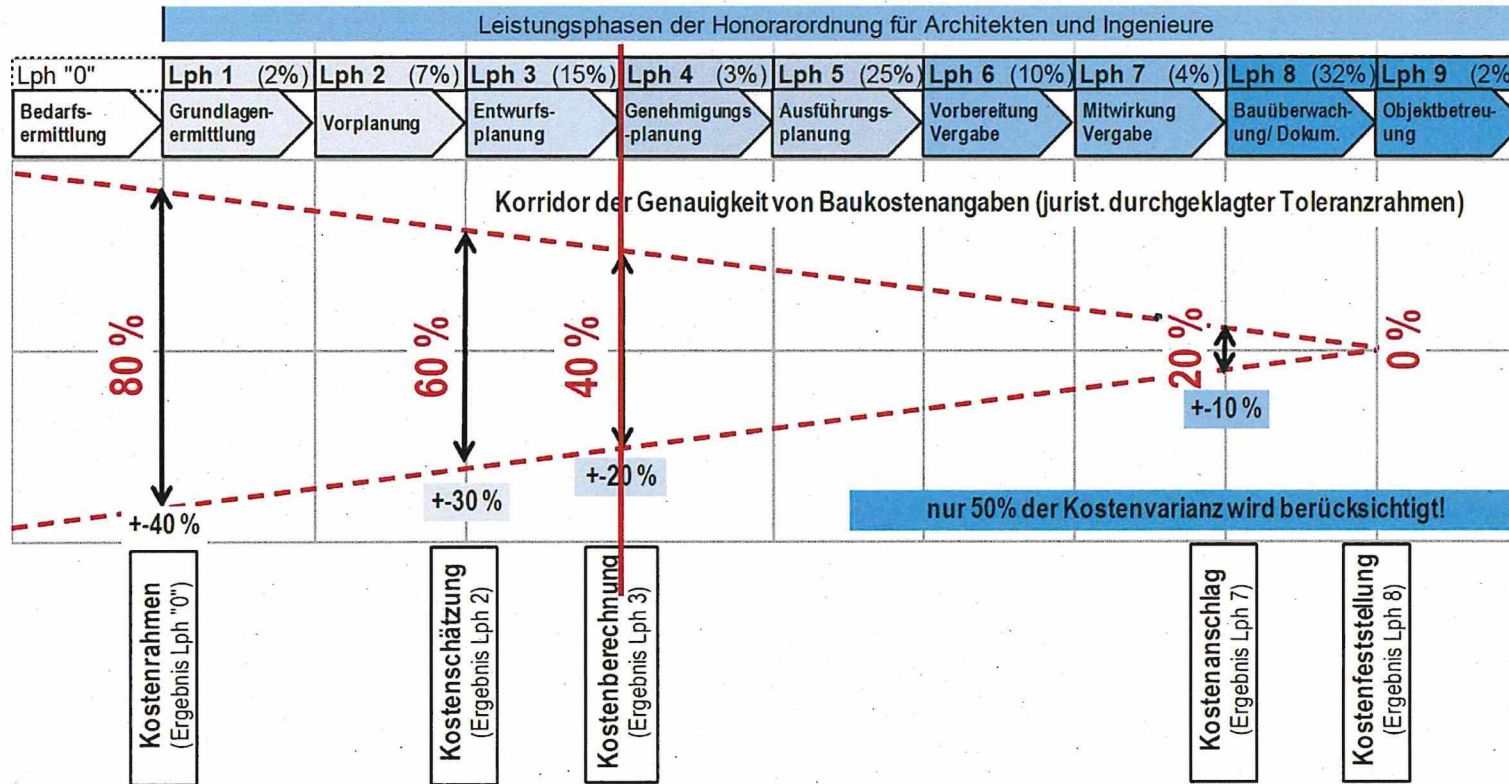 Leistungsphasen der Honorarordnung für Architekten und Ingenieure
Lph "0"
Lph 1 (2%)
Lph 2 (7%)
Lph 3 (15%)
Lph 4 (3%)
Lph 5 (25%)
Lph 6 (10%)
Lph 7 (4%)
Lph 8 (32%)
Lph 9 (2%
Bedarfs-
ermittlung
Grundlagen-
ermittlung
Vorplanung
Entwurfs-
planung
Genehmigungs
-planung
Ausführungs-
planung
Vorbereitung
Vergabe
Mitwirkung
Vergabe
Bauüberwach-
ung/ Dokum.
Objektbetreu-
ung
Korridor der Genauigkeit von Baukostenangaben (jurist. durchgeklagter Toleranzrahmen)
80 %
60 %
40 %
20 %
0 %
+-40 %
+-30 %
+-20 %
+-10 %
nur 50% der Kostenvarianz wird berücksichtigt!
Kostenrahmen
(Ergebnis Lph "0")
Kostenschätzung
(Ergebnis Lph 2)
Kostenberechnung
(Ergebnis Lph 3)
Kostenanschlag
(Ergebnis Lph 7)
Kostenfeststellung
(Ergebnis Lph 8)